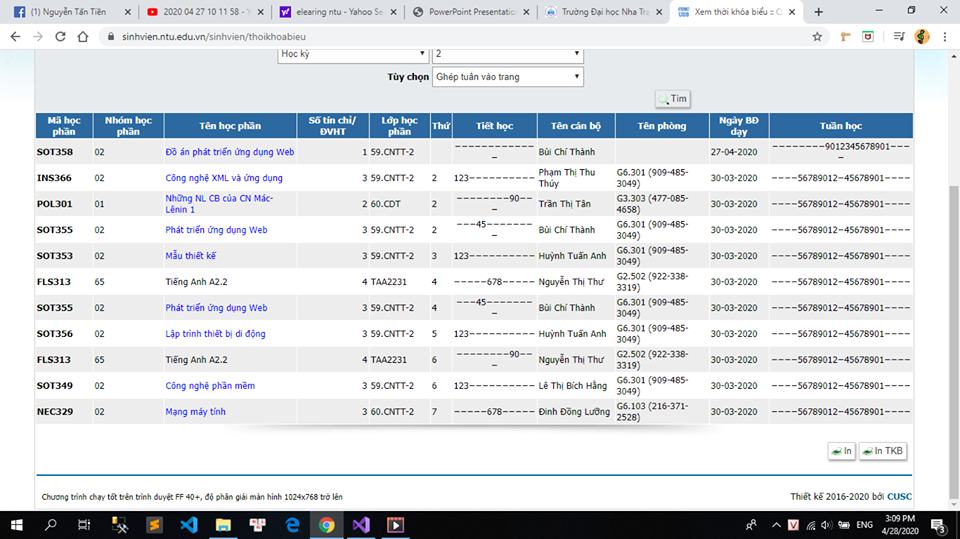 (1) Nguyễn Tấn Tiền
2020 04 27 10 11 58 - Y
elearing ntu - Yahoo Sea
PowerPoint Presentation
Trường Đại học Nha Tra
Xem thời khóa biểu :: C
sinhvien.ntu.edu.vn/sinhvien/thoikhoabieu
Học kỳ 2
Tùy chọn Ghép tuần vào trang
Tìm
Mã học phần Nhóm học phần Tên học phần Số tín chỉ/ ĐVHT Lớp học phần Thứ Tiết học Tên cán bộ Tên phòng Ngày BĐ dạy Tuần học
SOT358 02 Đồ án phát triển ứng dụng Web 1 59.CNTT-2 ------------- Bùi Chí Thành 27-04-2020 --------9012345678901----
INS366 02 Công nghệ XML và ứng dụng 3 59.CNTT-2 2 123---------- Phạm Thị Thu Thúy G6.301 (909-485-3049) 30-03-2020 ----56789012-45678901----
POL301 01 Những NL CB của CN Mác-Lênin 1 2 60.CDT 2 --------90--- Trần Thị Tân G3.303 (477-085-4658) 30-03-2020 ----56789012-45678901----
SOT355 02 Phát triển ứng dụng Web 3 59.CNTT-2 2 ---45-------- Bùi Chí Thành G6.301 (909-485-3049) 30-03-2020 ----56789012-45678901----
SOT353 02 Mẫu thiết kế 3 59.CNTT-2 3 123---------- Huỳnh Tuấn Anh G6.301 (909-485-3049) 30-03-2020 ----56789012-45678901----
FLS313 65 Tiếng Anh A2.2 4 TAA2231 4 -----678----- Nguyễn Thị Thư G2.502 (922-338-3319) 30-03-2020 ----56789012-45678901----
SOT355 02 Phát triển ứng dụng Web 3 59.CNTT-2 4 ---45-------- Bùi Chí Thành G6.301 (909-485-3049) 30-03-2020 ----56789012-45678901----
SOT356 02 Lập trình thiết bị di động 3 59.CNTT-2 5 123---------- Huỳnh Tuấn Anh G6.301 (909-485-3049) 30-03-2020 ----56789012-45678901----
FLS313 65 Tiếng Anh A2.2 4 TAA2231 6 --------90--- Nguyễn Thị Thư G2.502 (922-338-3319) 30-03-2020 ----56789012-45678901----
SOT349 02 Công nghệ phần mềm 3 59.CNTT-2 6 123---------- Lê Thị Bích Hằng G6.301 (909-485-3049) 30-03-2020 ----56789012-45678901----
NEC329 02 Mạng máy tính 3 60.CNTT-2 7 -----678----- Đinh Đồng Lưỡng G6.103 (216-371-2528) 30-03-2020 ----56789012-45678901----
In In TKB
Chương trình chạy tốt trên trình duyệt FF 40+, độ phân giải màn hình 1024x768 trở lên
Thiết kế 2016-2020 bởi CUSC
ENG
3:09 PM
4/28/2020
3